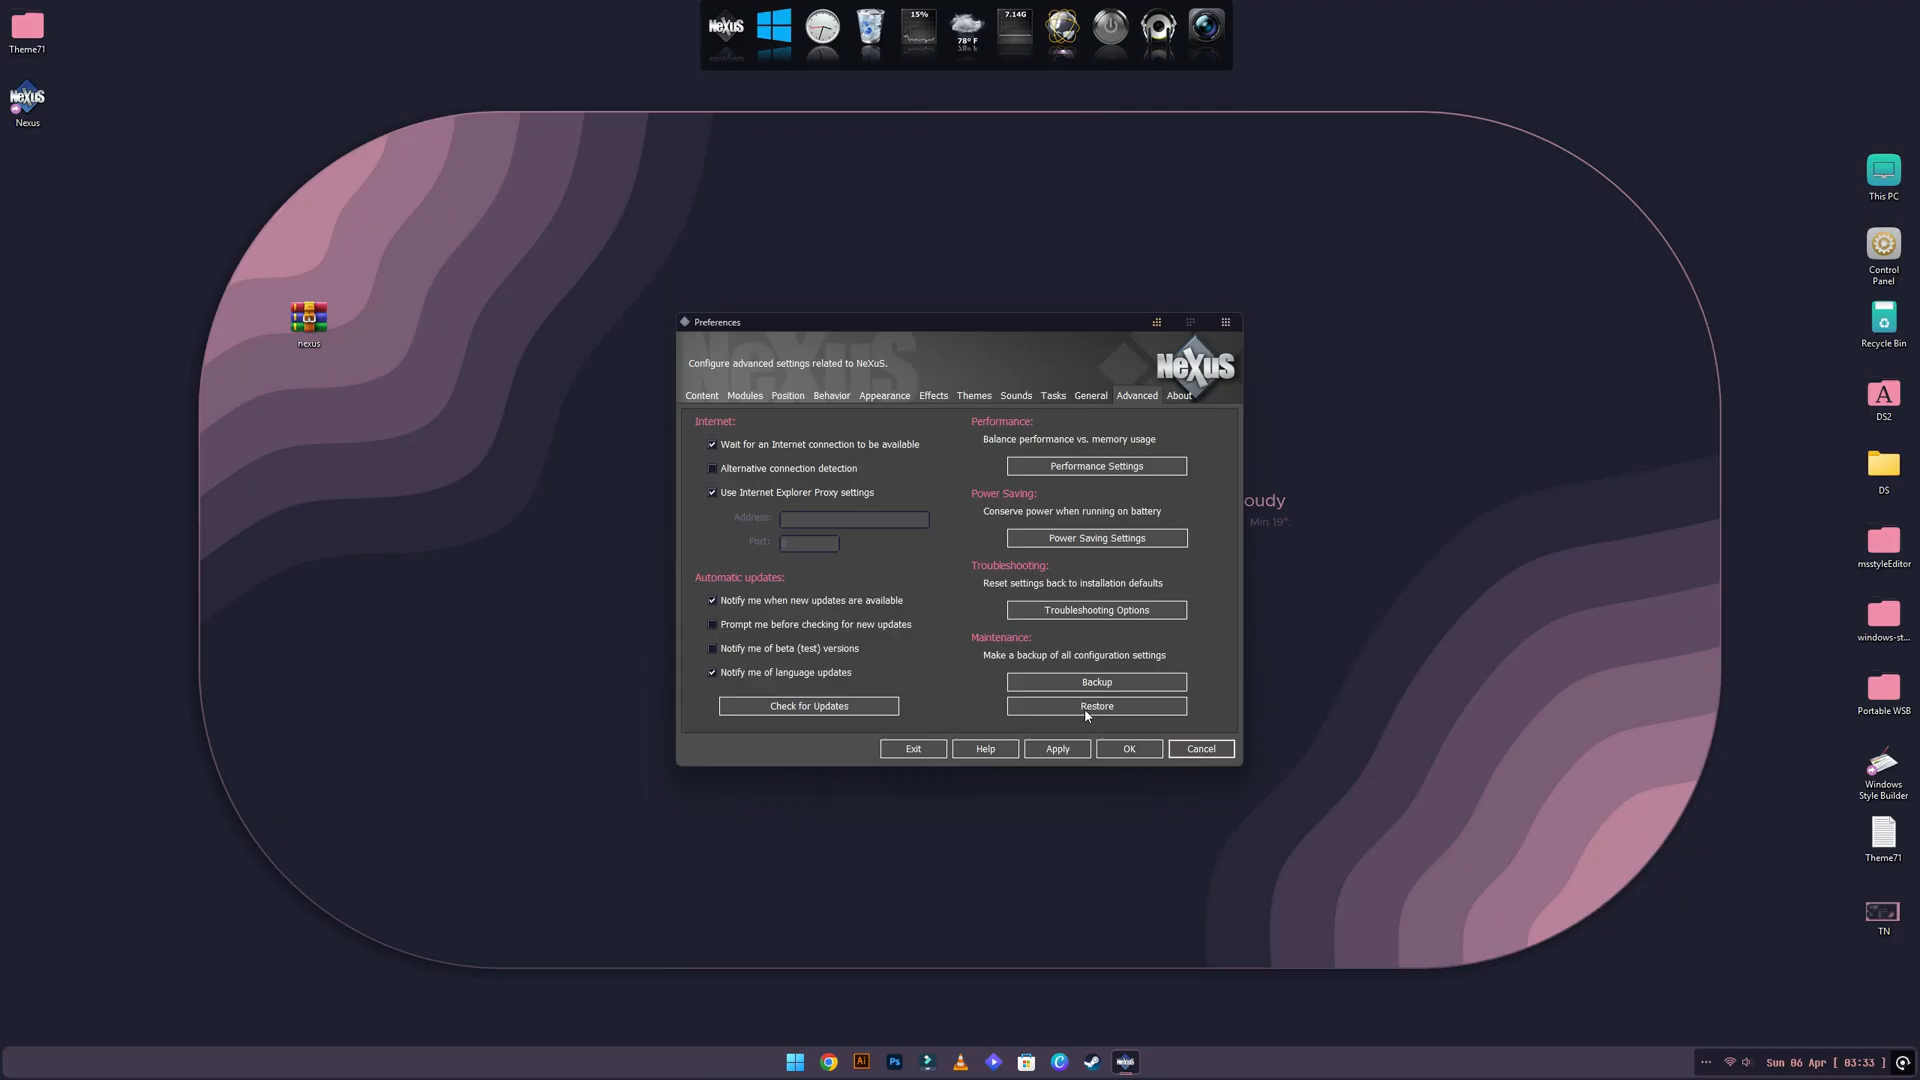 Theme71
NeXuS
Nexus
NeXuS
15%
78° F
7.14G
nexus
Preferences
Configure advanced settings related to NeXuS.
NeXuS
Content Modules Position Behavior Appearance Effects Themes Sounds Tasks General Advanced About
Internet:
Wait for an Internet connection to be available
Alternative connection detection
Use Internet Explorer Proxy settings
Address:
Port: 0
Automatic updates:
Notify me when new updates are available
Prompt me before checking for new updates
Notify me of beta (test) versions
Notify me of language updates
Check for Updates
Performance:
Balance performance vs. memory usage
Performance Settings
Power Saving:
Conserve power when running on battery
Power Saving Settings
Troubleshooting:
Reset settings back to installation defaults
Troubleshooting Options
Maintenance:
Make a backup of all configuration settings
Backup
Restore
Exit Help Apply OK Cancel
oudy
Min 19°.
This PC
Control
Panel
Recycle Bin
A
DS2
DS
msstyleEditor
windows-st...
Portable WSB
Windows
Style Builder
Theme71
TN
Ai
Ps
NeXuS
Sun 06 Apr [ 03:33 ]